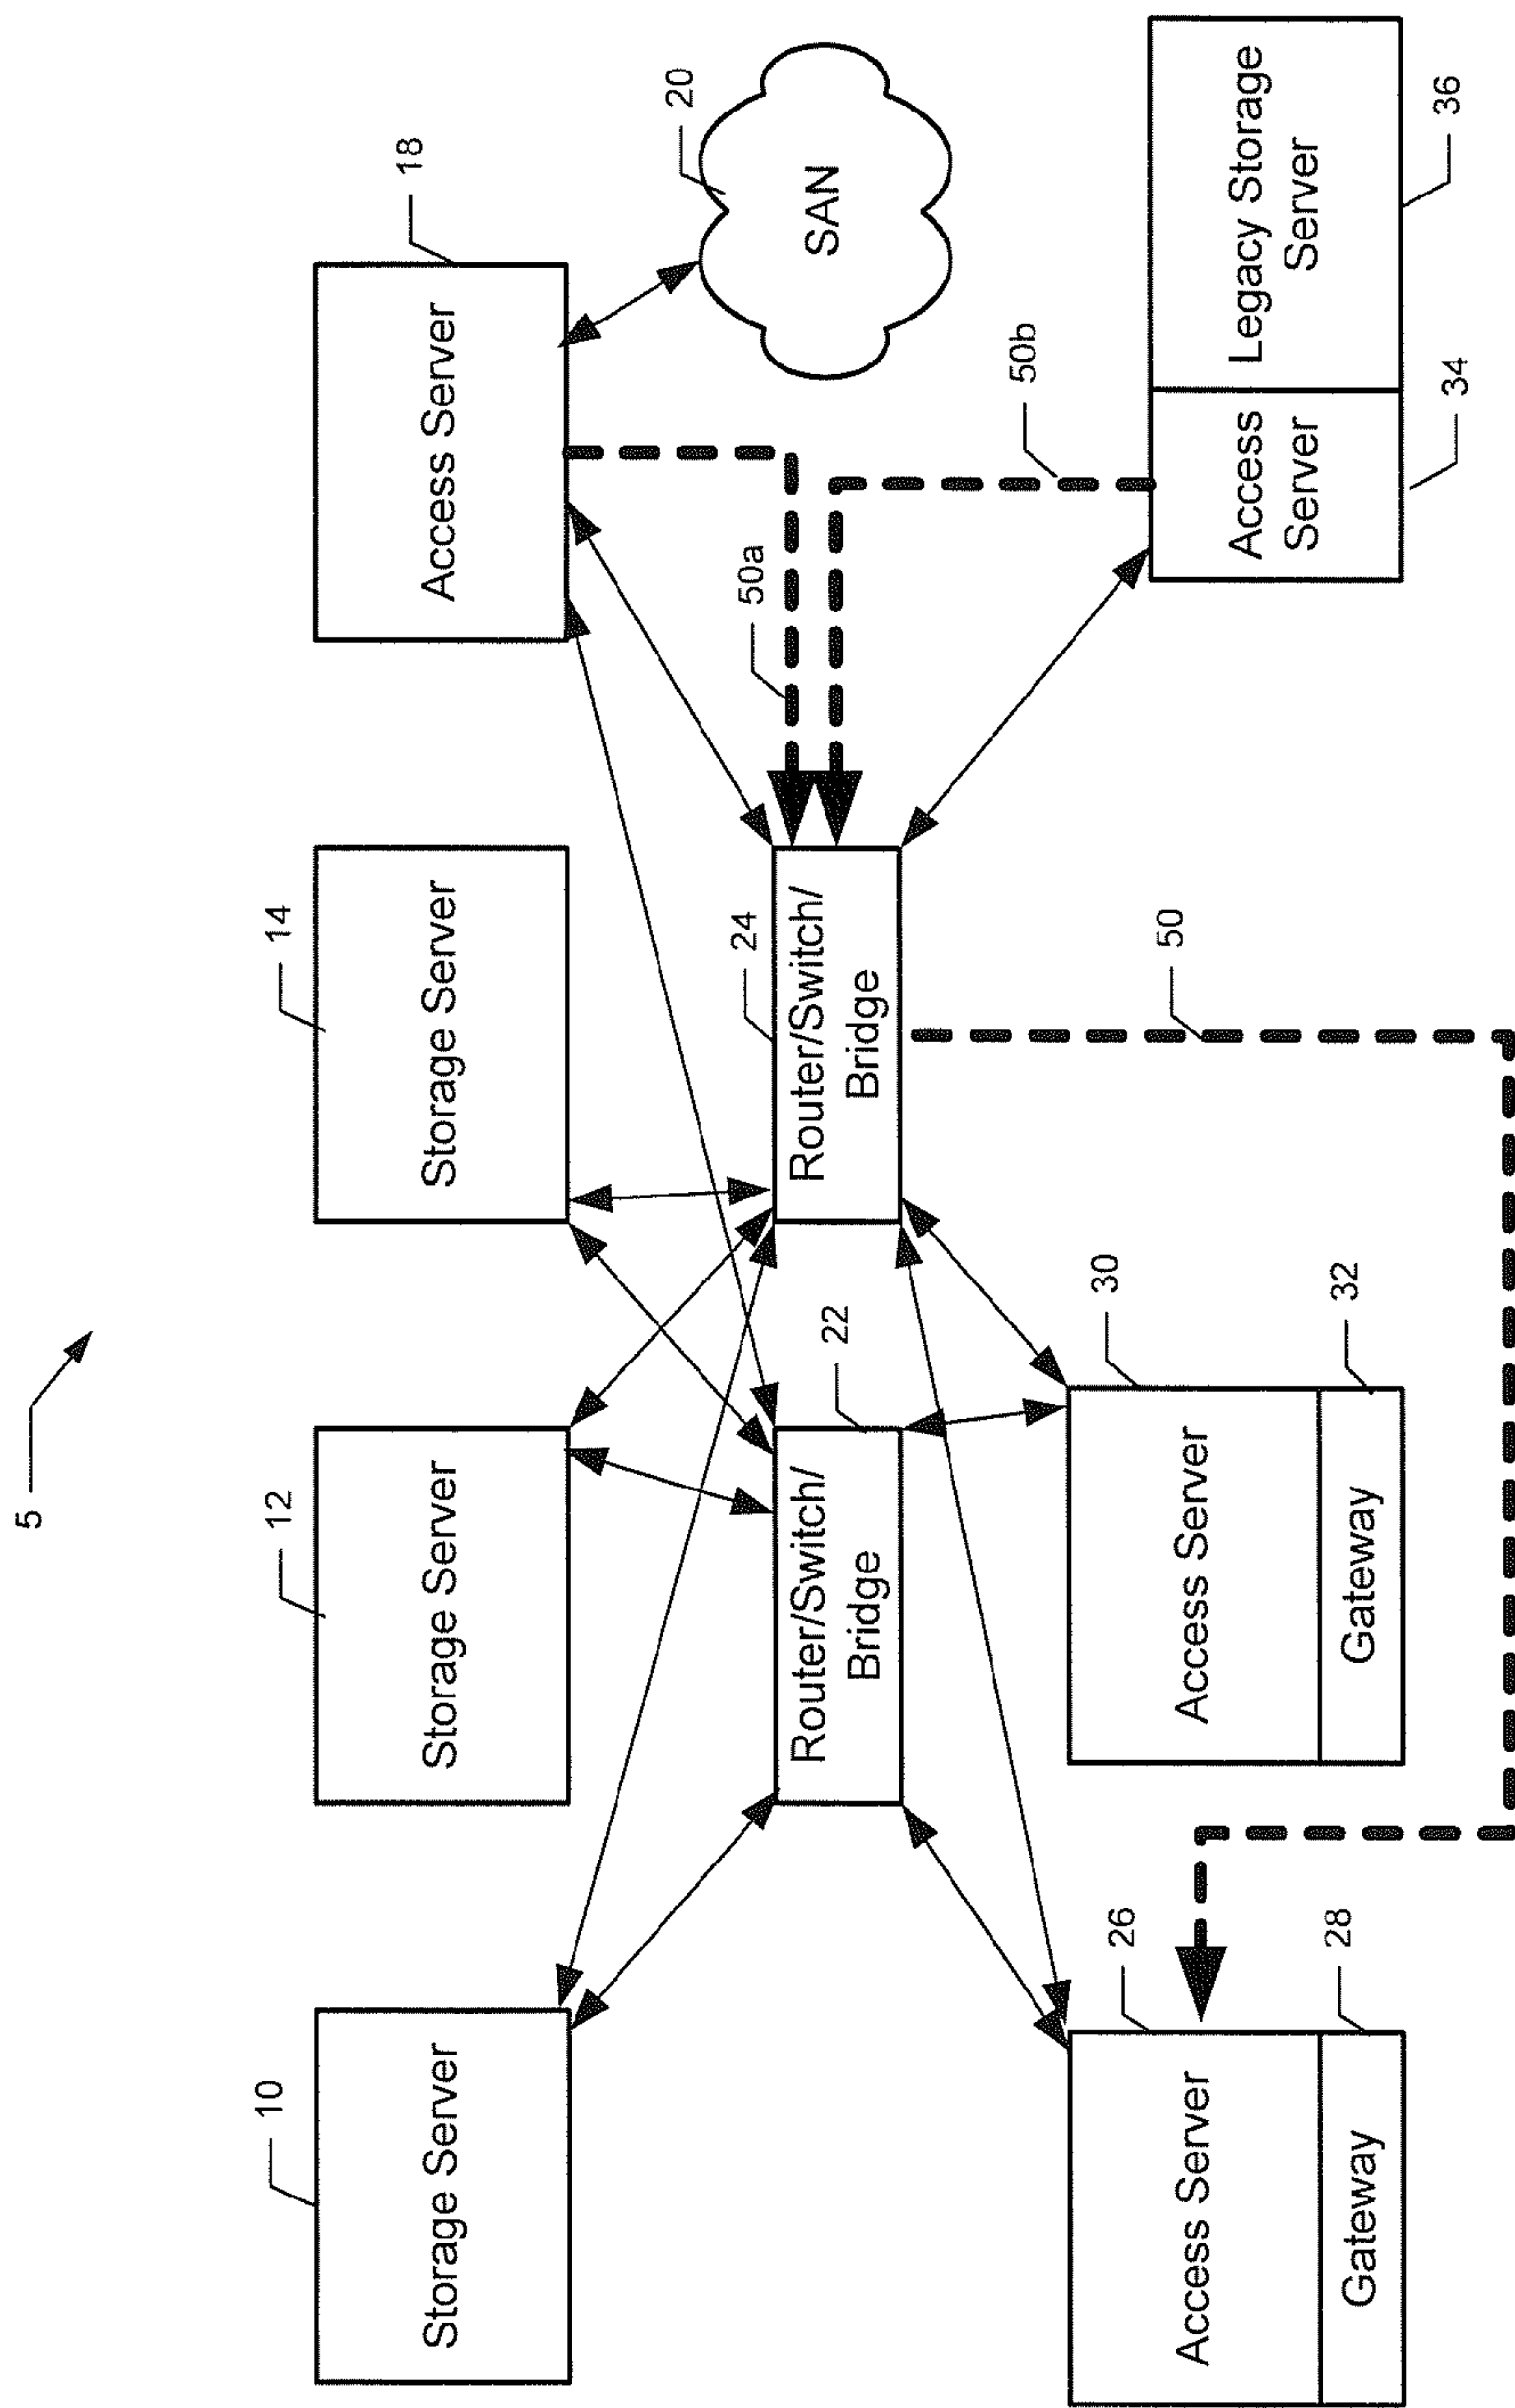 5
10
Storage Server
12
Storage Server
14
Storage Server
18
Access Server
20
SAN
22
Router/Switch/
Bridge
24
Router/Switch/
Bridge
50a
50b
26
Access Server
28
Gateway
30
Access Server
32
Gateway
50
34
Access
Server
36
Legacy Storage
Server